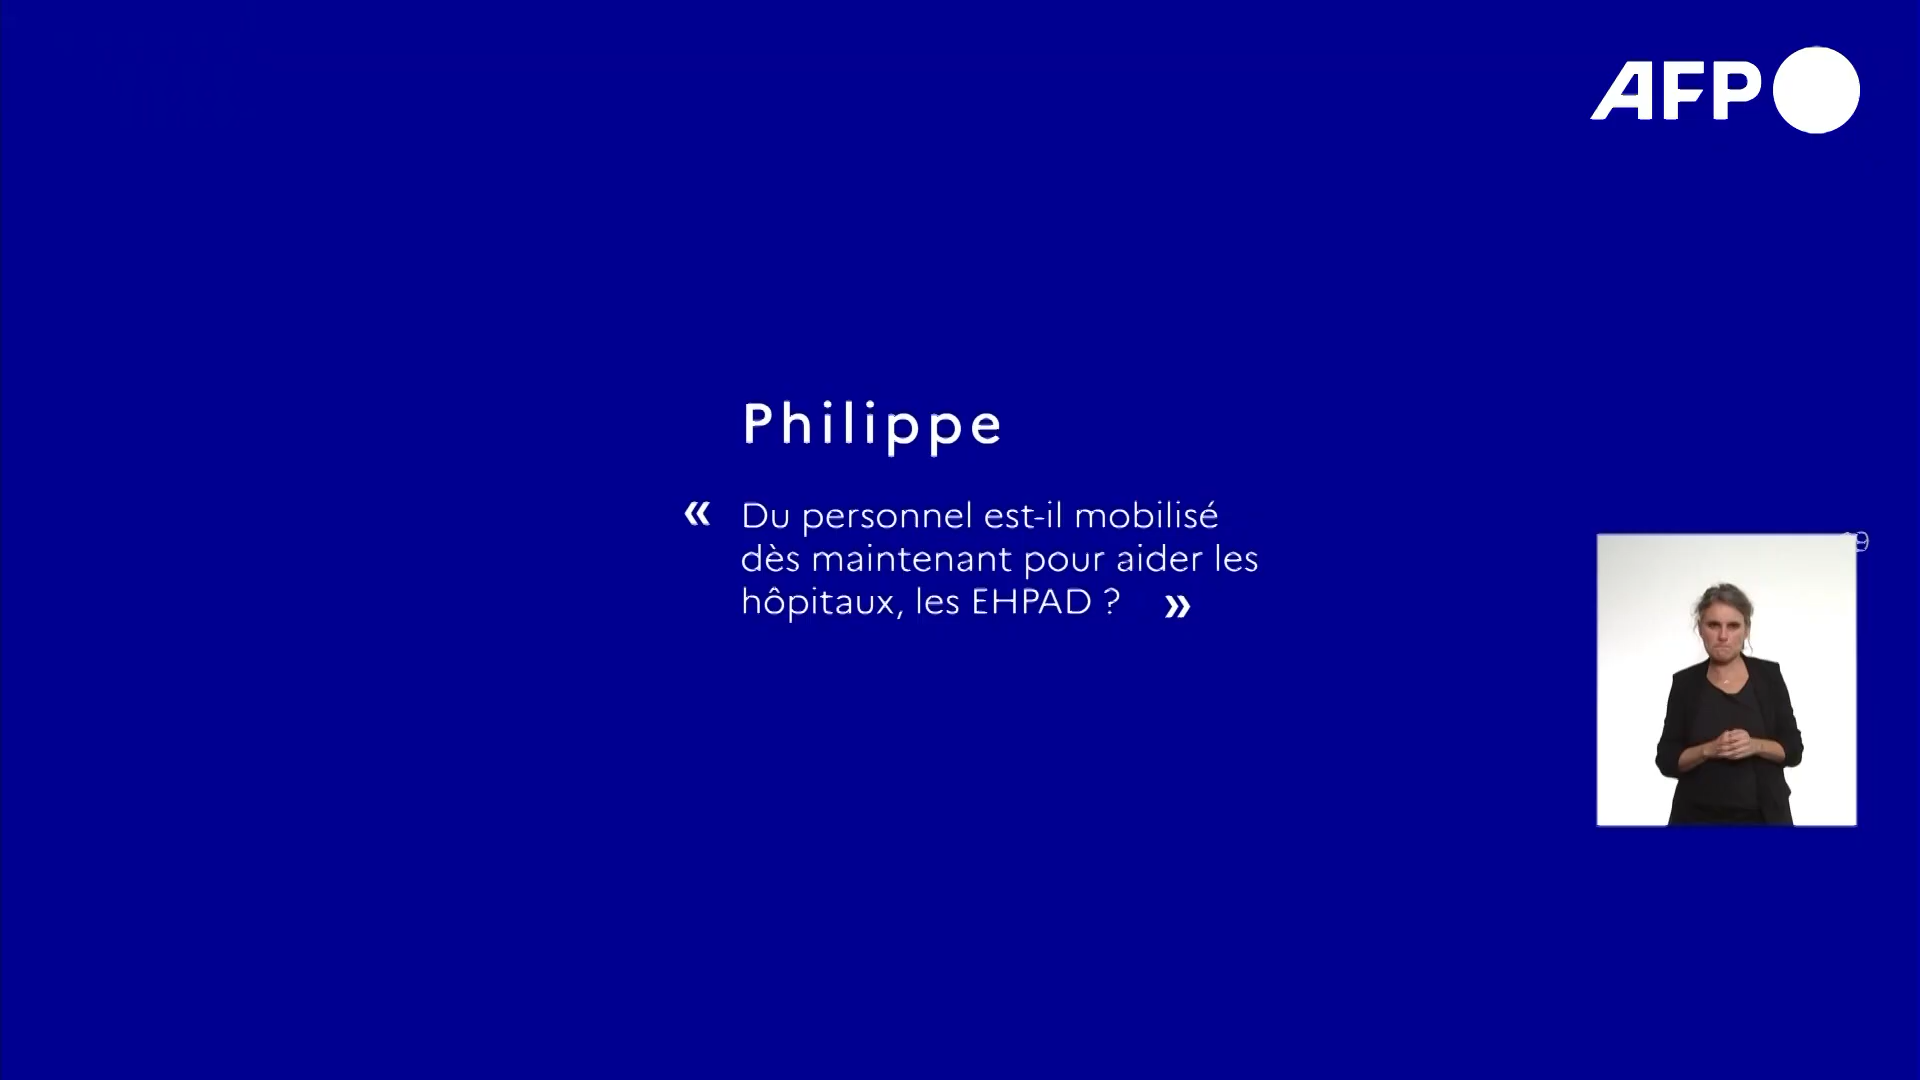 AFP
Philippe
« Du personnel est-il mobilisé
dès maintenant pour aider les
hôpitaux, les EHPAD ? »